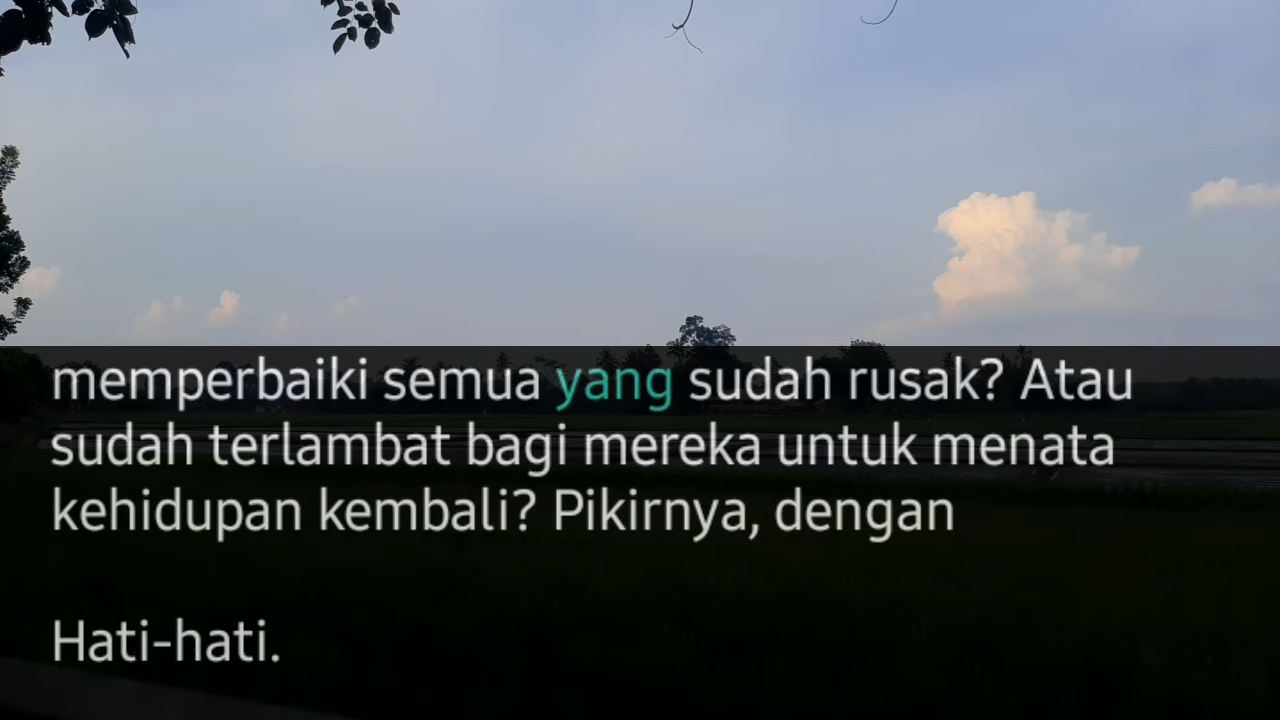 memperbaiki semua yang sudah rusak? Atau
sudah terlambat bagi mereka untuk menata
kehidupan kembali? Pikirnya, dengan
Hati-hati.